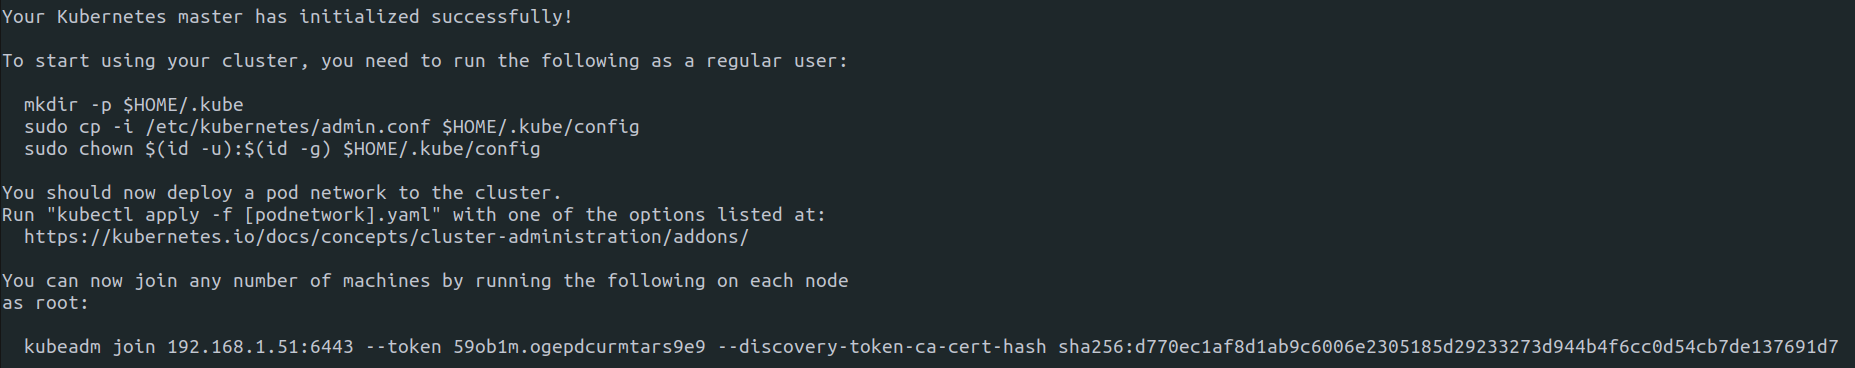 Your Kubernetes master has initialized successfully!
To start using your cluster, you need to run the following as a regular user:
mkdir -p $HOME/.kube
sudo cp -i /etc/kubernetes/admin.conf $HOME/.kube/config
sudo chown $(id -u):$(id -g) $HOME/.kube/config
You should now deploy a pod network to the cluster.
Run "kubectl apply -f [podnetwork].yaml" with one of the options listed at:
https://kubernetes.io/docs/concepts/cluster-administration/addons/
You can now join any number of machines by running the following on each node
as root:
kubeadm join 192.168.1.51:6443 --token 59ob1m.ogepdcurmtars9e9 --discovery-token-ca-cert-hash sha256:d770ec1af8d1ab9c6006e2305185d29233273d944b4f6cc0d54cb7de137691d7